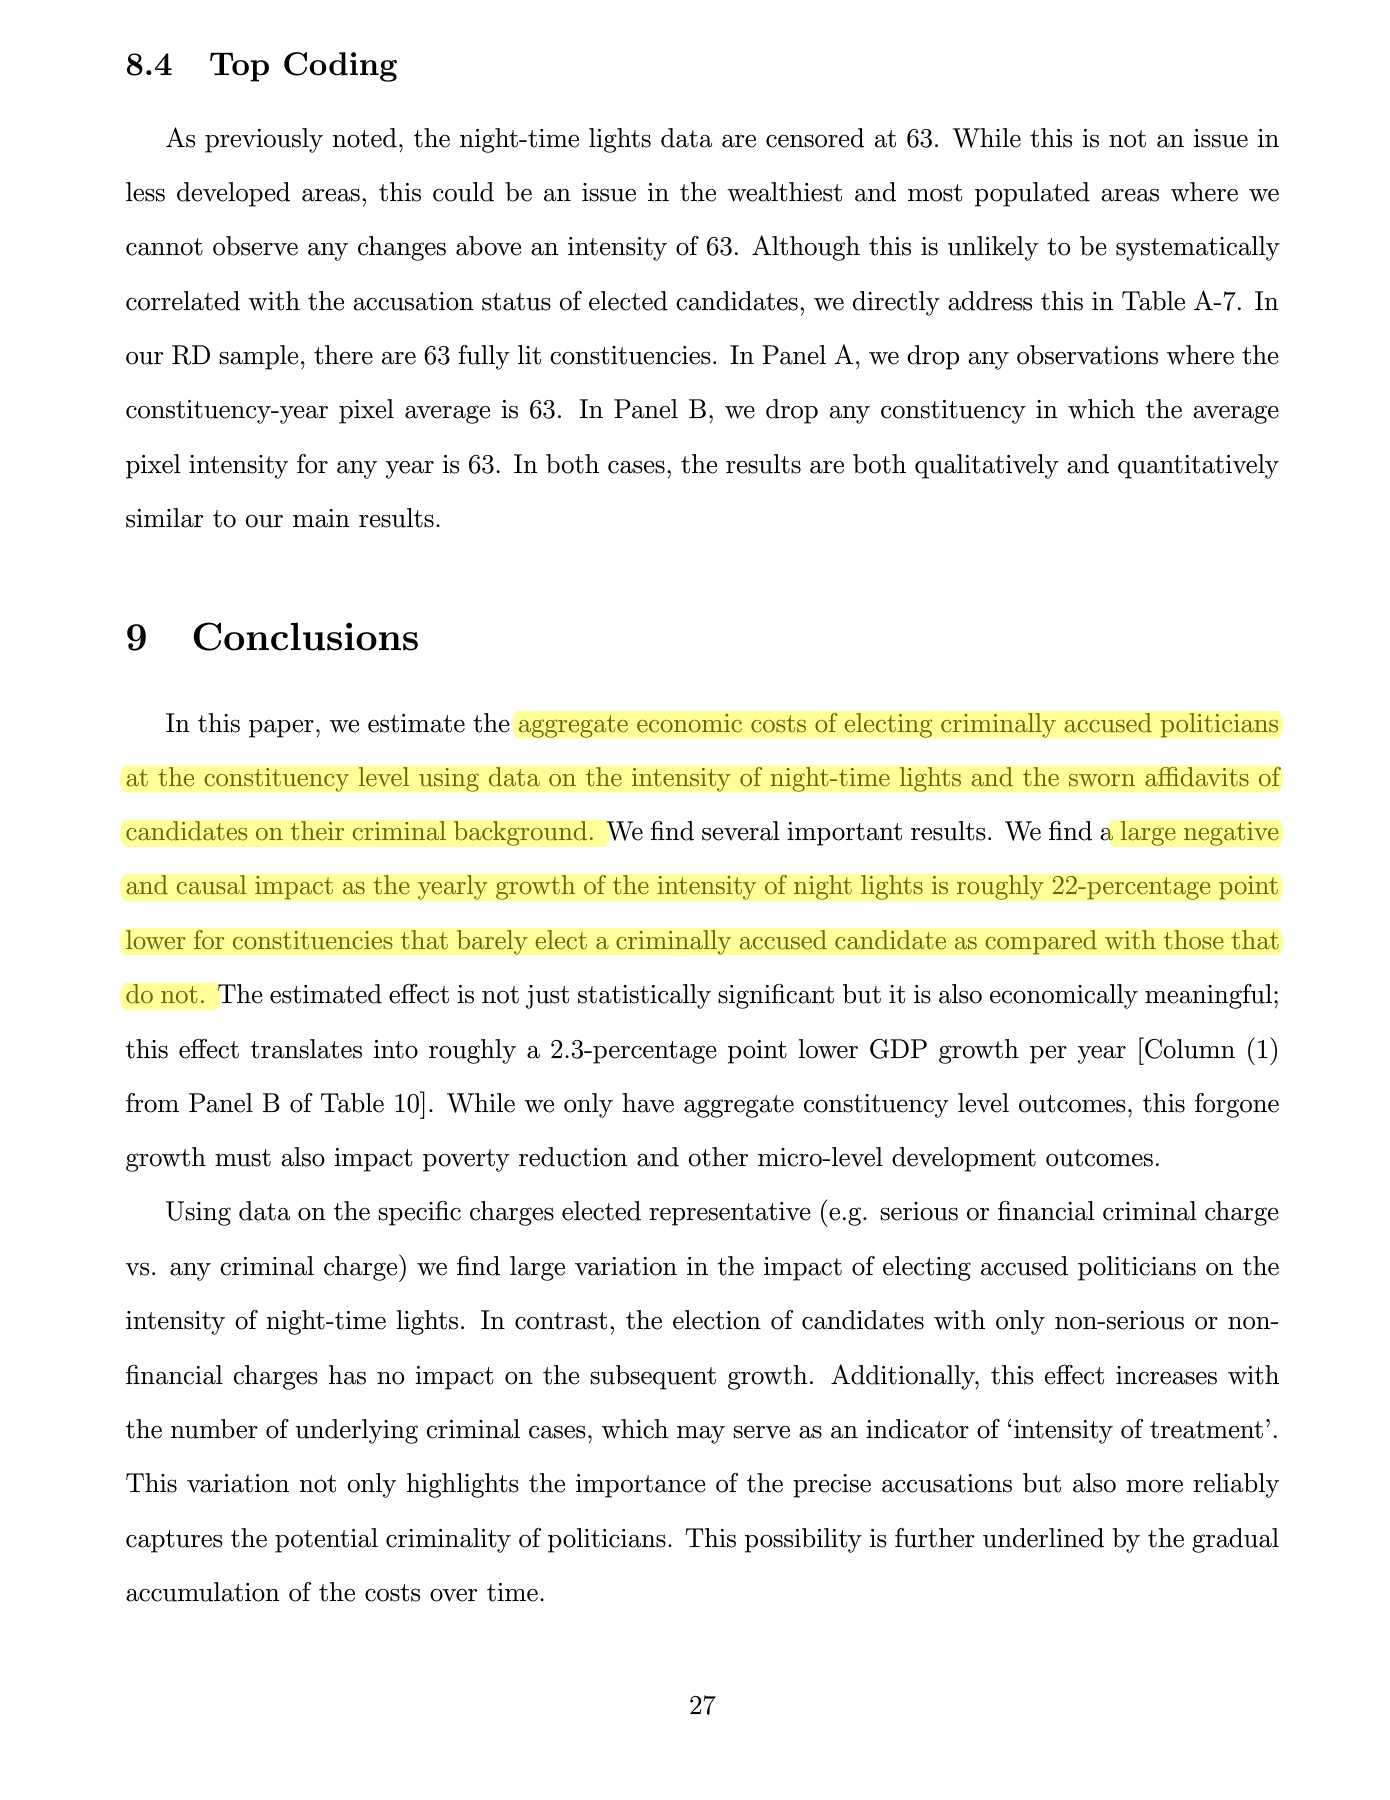 8.4 Top Coding
As previously noted, the night-time lights data are censored at 63. While this is not an issue in
less developed areas, this could be an issue in the wealthiest and most populated areas where we
cannot observe any changes above an intensity of 63. Although this is unlikely to be systematically
correlated with the accusation status of elected candidates, we directly address this in Table A-7. In
our RD sample, there are 63 fully lit constituencies. In Panel A, we drop any observations where the
constituency-year pixel average is 63. In Panel B, we drop any constituency in which the average
pixel intensity for any year is 63. In both cases, the results are both qualitatively and quantitatively
similar to our main results.
9 Conclusions
In this paper, we estimate the aggregate economic costs of electing criminally accused politicians
at the constituency level using data on the intensity of night-time lights and the sworn affidavits of
candidates on their criminal background. We find several important results. We find a large negative
and causal impact as the yearly growth of the intensity of night lights is roughly 22-percentage point
lower for constituencies that barely elect a criminally accused candidate as compared with those that
do not. The estimated effect is not just statistically significant but it is also economically meaningful;
this effect translates into roughly a 2.3-percentage point lower GDP growth per year [Column (1)
from Panel B of Table 10]. While we only have aggregate constituency level outcomes, this forgone
growth must also impact poverty reduction and other micro-level development outcomes.
Using data on the specific charges elected representative (e.g. serious or financial criminal charge
vs. any criminal charge) we find large variation in the impact of electing accused politicians on the
intensity of night-time lights. In contrast, the election of candidates with only non-serious or non-
financial charges has no impact on the subsequent growth. Additionally, this effect increases with
the number of underlying criminal cases, which may serve as an indicator of ‘intensity of treatment’.
This variation not only highlights the importance of the precise accusations but also more reliably
captures the potential criminality of politicians. This possibility is further underlined by the gradual
accumulation of the costs over time.
27